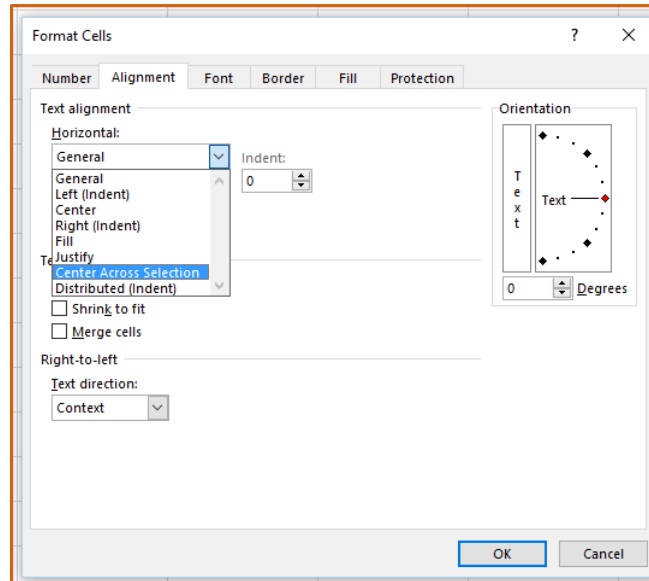 Format Cells ? X
Number Alignment Font Border Fill Protection
Text alignment Orientation
Horizontal:
General Indent:
0
General
Left (Indent)
Center
Right (Indent)
Fill
Justify
Te
Center Across Selection
Distributed (Indent)
Text
Text
0 Degrees
Shrink to fit
Merge cells
Right-to-left
Text direction:
Context
OK Cancel